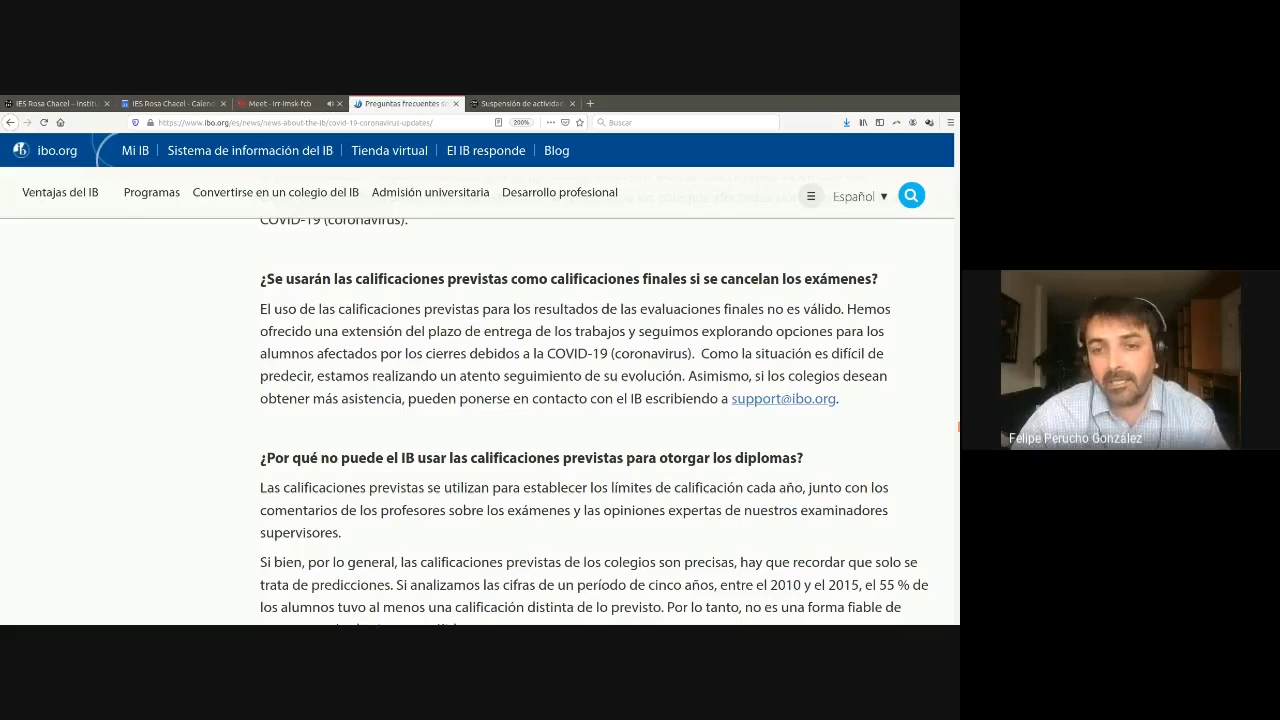 IES Rosa Chacel – Institu
IES Rosa Chacel - Calend
Meet - irr-imsk-fcb
Preguntas frecuentes s
Suspensión de actividad
https://www.ibo.org/es/news/news-about-the-ib/covid-19-coronavirus-updates/
200%
Buscar
ibo.org
Mi IB
Sistema de información del IB
Tienda virtual
El IB responde
Blog
Ventajas del IB
Programas
Convertirse en un colegio del IB
Admisión universitaria
Desarrollo profesional
Español
COVID-19 (coronavirus).
¿Se usarán las calificaciones previstas como calificaciones finales si se cancelan los exámenes?
El uso de las calificaciones previstas para los resultados de las evaluaciones finales no es válido. Hemos
ofrecido una extensión del plazo de entrega de los trabajos y seguimos explorando opciones para los
alumnos afectados por los cierres debidos a la COVID-19 (coronavirus). Como la situación es difícil de
predecir, estamos realizando un atento seguimiento de su evolución. Asimismo, si los colegios desean
obtener más asistencia, pueden ponerse en contacto con el IB escribiendo a support@ibo.org.
¿Por qué no puede el IB usar las calificaciones previstas para otorgar los diplomas?
Las calificaciones previstas se utilizan para establecer los límites de calificación cada año, junto con los
comentarios de los profesores sobre los exámenes y las opiniones expertas de nuestros examinadores
supervisores.
Si bien, por lo general, las calificaciones previstas de los colegios son precisas, hay que recordar que solo se
trata de predicciones. Si analizamos las cifras de un período de cinco años, entre el 2010 y el 2015, el 55 % de
los alumnos tuvo al menos una calificación distinta de lo previsto. Por lo tanto, no es una forma fiable de
Felipe Perucho González